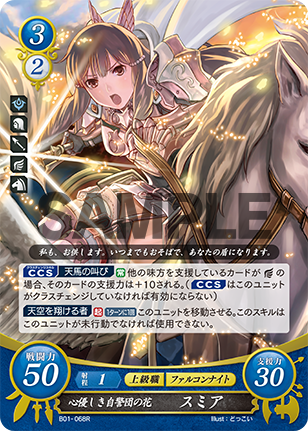 3
2
SAMPLE
私も、お供します。いつまでもおそばで、あなたの盾になります。
CCS 天馬の叫び 常 他の味方を支援しているカードが
の場合、そのカードの支援力は+10される。(CCSはこのユニッ
トがクラスチェンジしていなければ有効にならない)
天空を翔ける者 起 1ターンに1回 このユニットを移動させる。このスキルは
このユニットが未行動でなければ使用できない。
戦闘力 50
射程 1
上級職
ファルコンナイト
支援力 30
B01-068R
心優しき自警団の花 スミア
Illust:どっこい